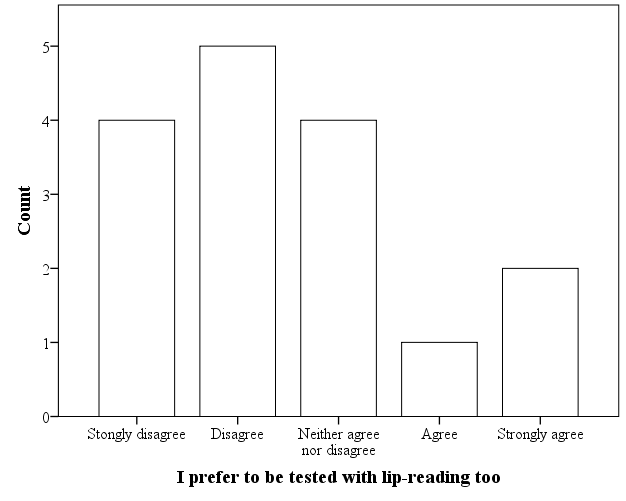 5
4
3
2
1
0
Count
Stongly disagree
Disagree
Neither agree
nor disagree
Agree
Strongly agree
I prefer to be tested with lip-reading too